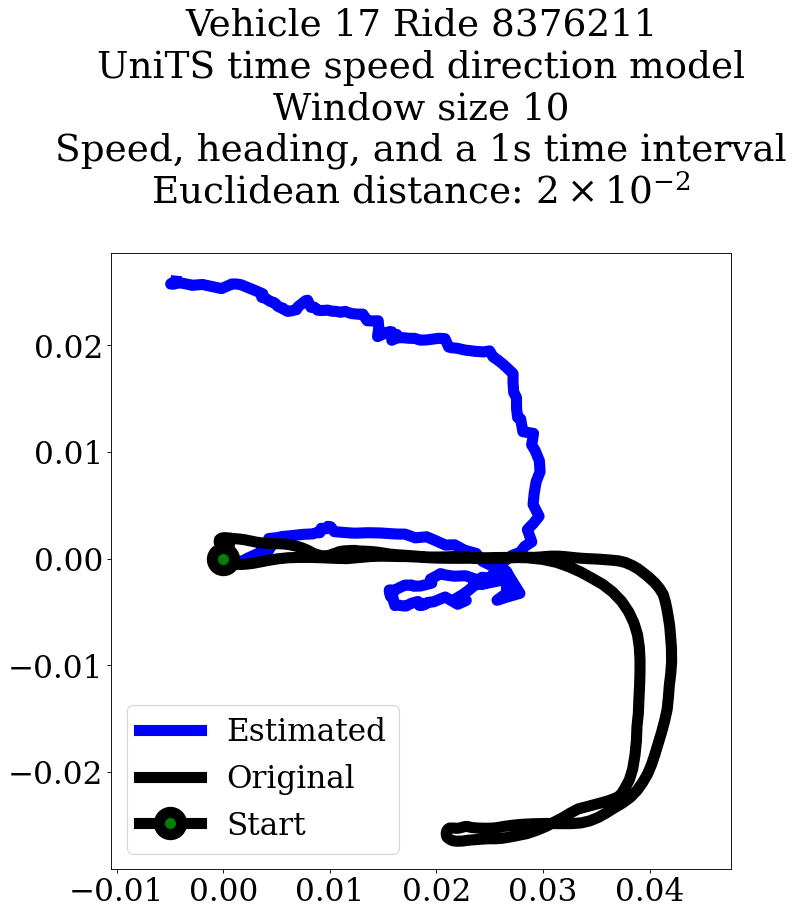 Vehicle 17 Ride 8376211
UniTS time speed direction model
Window size 10
Speed, heading, and a 1s time interval
Euclidean distance: 2 × 10⁻²
0.02
0.01
0.00
−0.01
−0.02
Estimated
Original
Start
−0.01 0.00 0.01 0.02 0.03 0.04